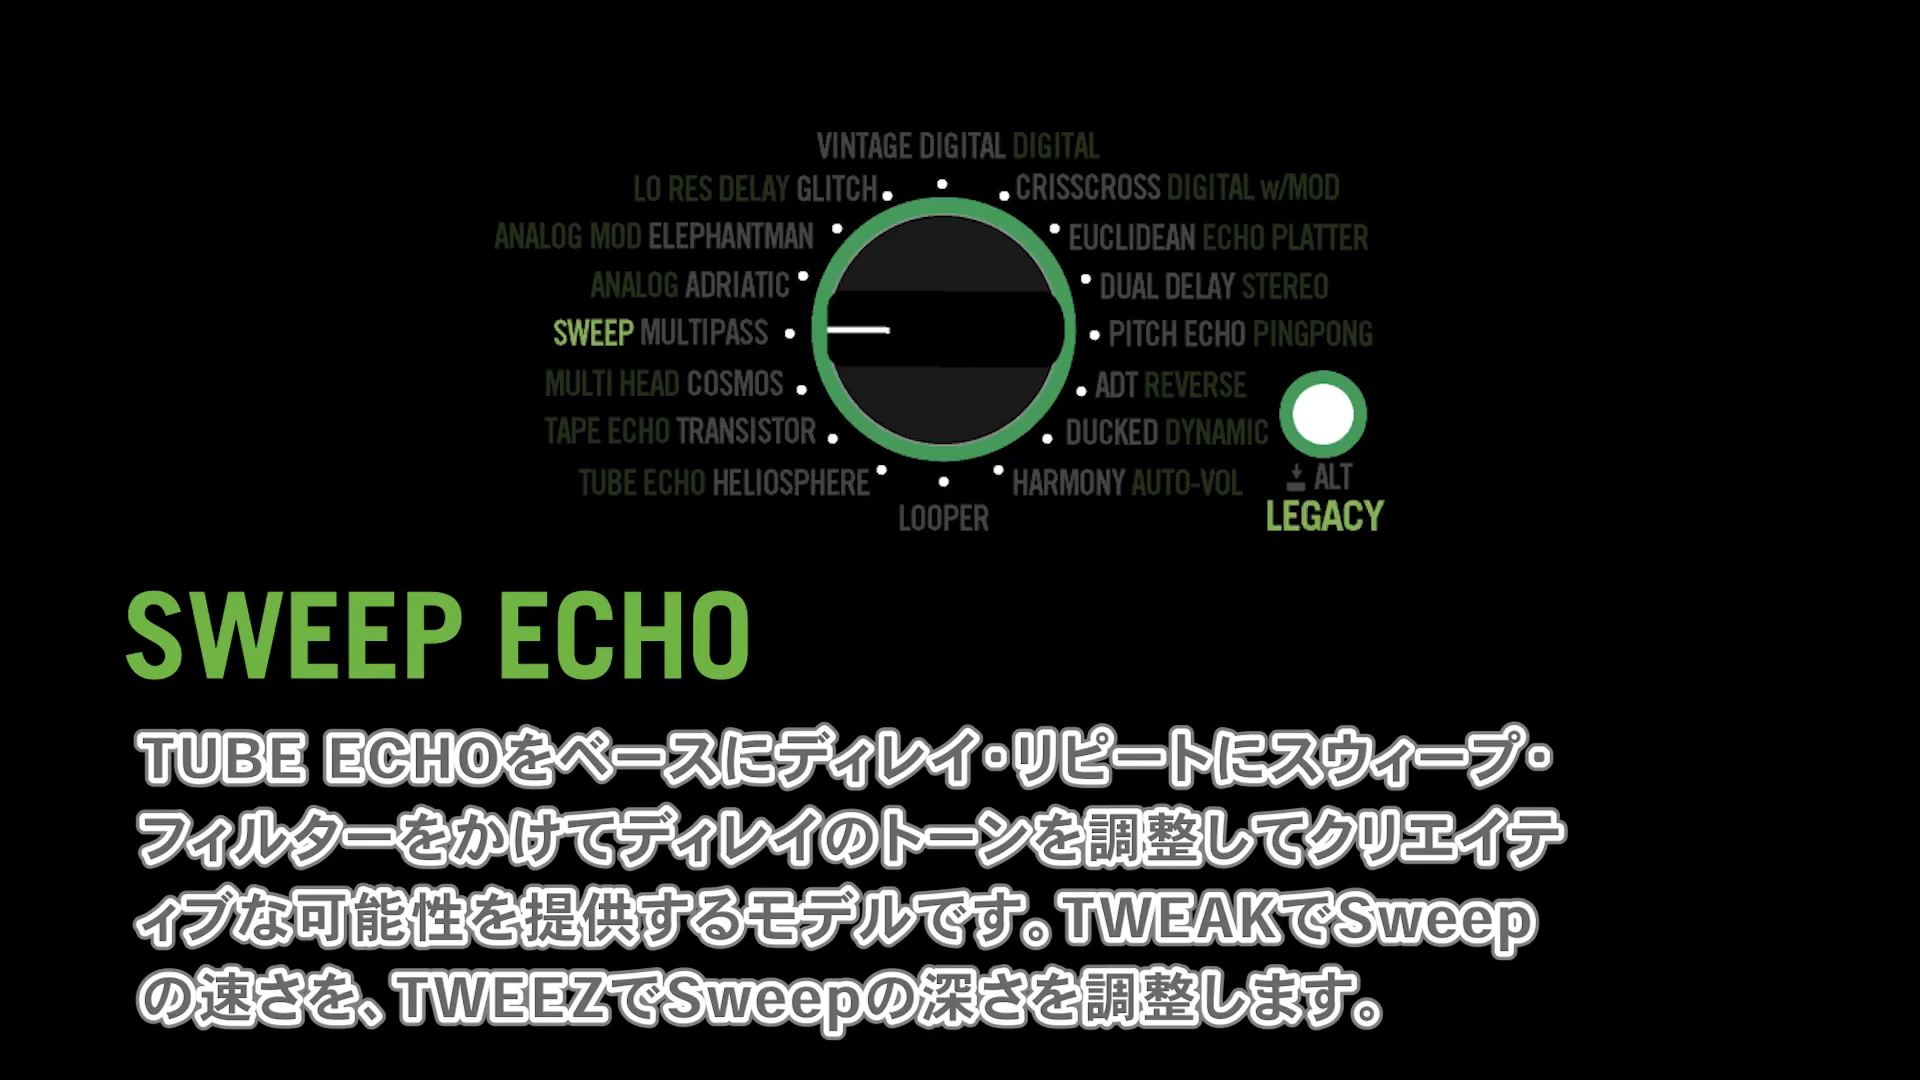 VINTAGE DIGITAL DIGITAL
LO RES DELAY GLITCH
CRISSCROSS DIGITAL w/MOD
ANALOG MOD ELEPHANTMAN
EUCLIDEAN ECHO PLATTER
ANALOG ADRIATIC
DUAL DELAY STEREO
SWEEP MULTIPASS
PITCH ECHO PINGPONG
MULTI HEAD COSMOS
ADT REVERSE
TAPE ECHO TRANSISTOR
DUCKED DYNAMIC
TUBE ECHO HELIOSPHERE
HARMONY AUTO-VOL
ALT
LOOPER
LEGACY
SWEEP ECHO
TUBE ECHOをベースにディレイ・リピートにスウィープ・
フィルターをかけてディレイのトーンを調整してクリエイテ
ィブな可能性を提供するモデルです。TWEAKでSweep
の速さを、TWEEZでSweepの深さを調整します。